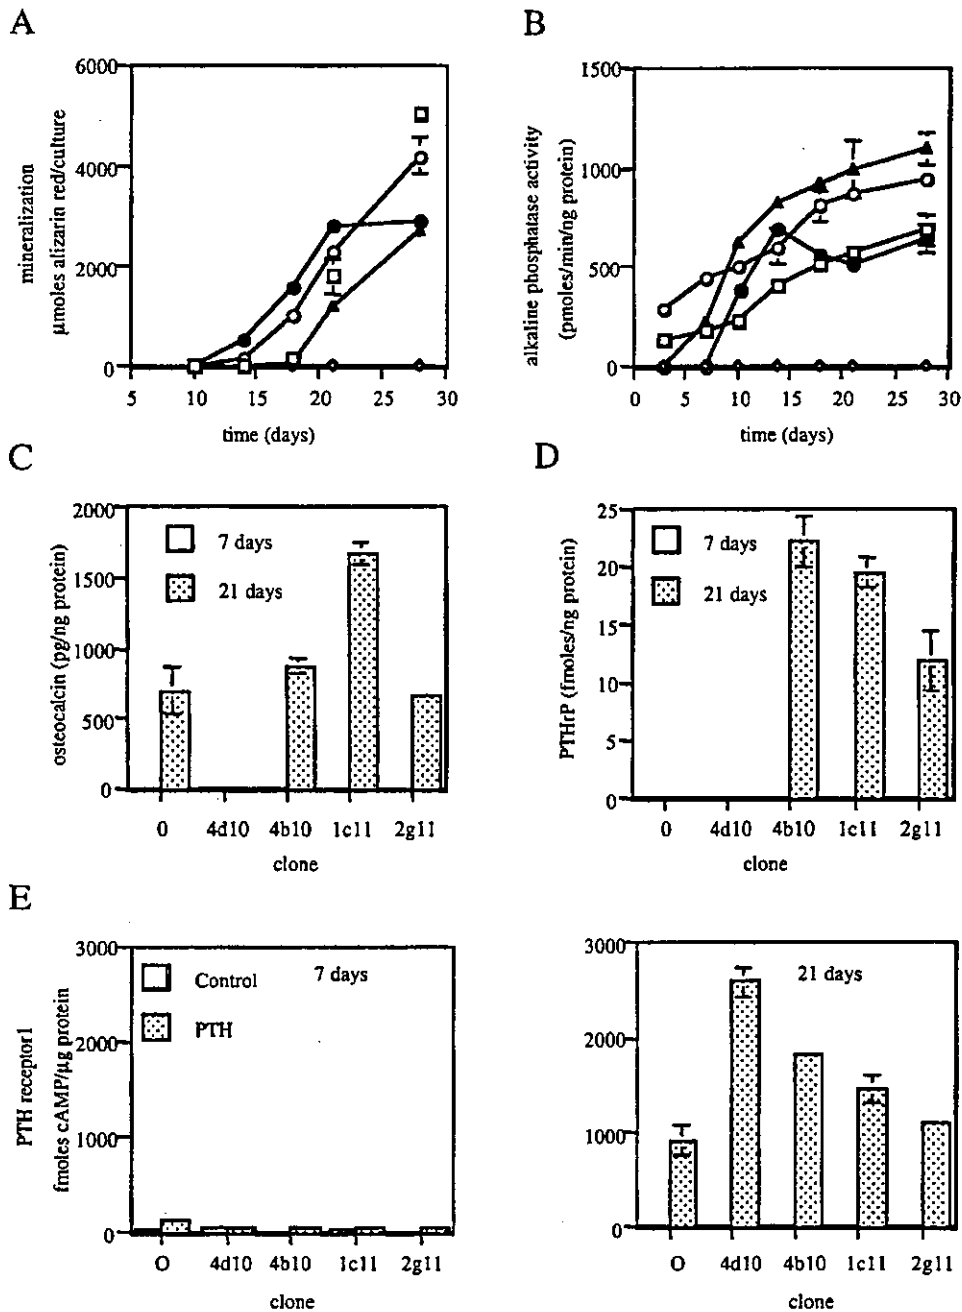 A
6000
4000
2000
0
mineralization
µmoles alizarin red/culture
5 10 15 20 25 30
time (days)
B
1500
1000
500
0
alkaline phosphatase activity
(pmoles/min/ng protein)
0 5 10 15 20 25 30
time (days)
C
2000
1500
1000
500
0
osteocalcin (pg/ng protein)
7 days
21 days
0 4d10 4b10 1c11 2g11
clone
D
25
20
15
10
5
0
PTHrP (fmoles/ng protein)
7 days
21 days
0 4d10 4b10 1c11 2g11
clone
E
3000
2000
1000
0
PTH receptor1
fmoles cAMP/µg protein
Control
PTH
7 days
O 4d10 4b10 1c11 2g11
clone
3000
2000
1000
0
21 days
O 4d10 4b10 1c11 2g11
clone